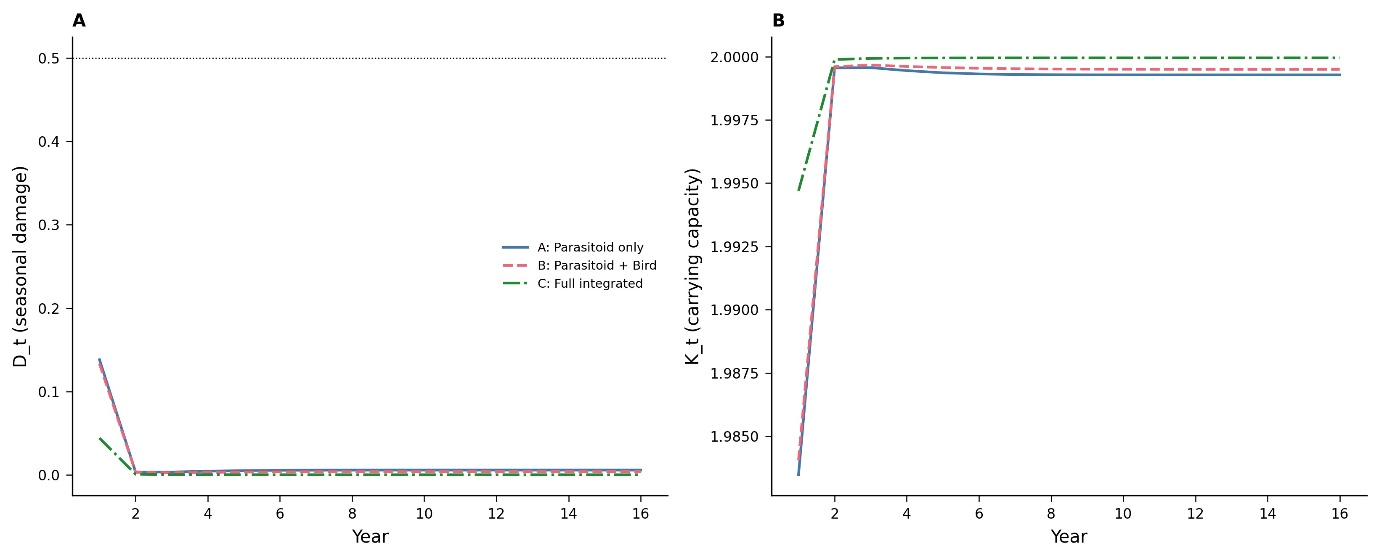 A
D_t (seasonal damage)
0.5
0.4
0.3
0.2
0.1
0.0
2 4 6 8 10 12 14 16
Year
A: Parasitoid only
B: Parasitoid + Bird
C: Full integrated
B
K_t (carrying capacity)
2.0000
1.9975
1.9950
1.9925
1.9900
1.9875
1.9850
2 4 6 8 10 12 14 16
Year